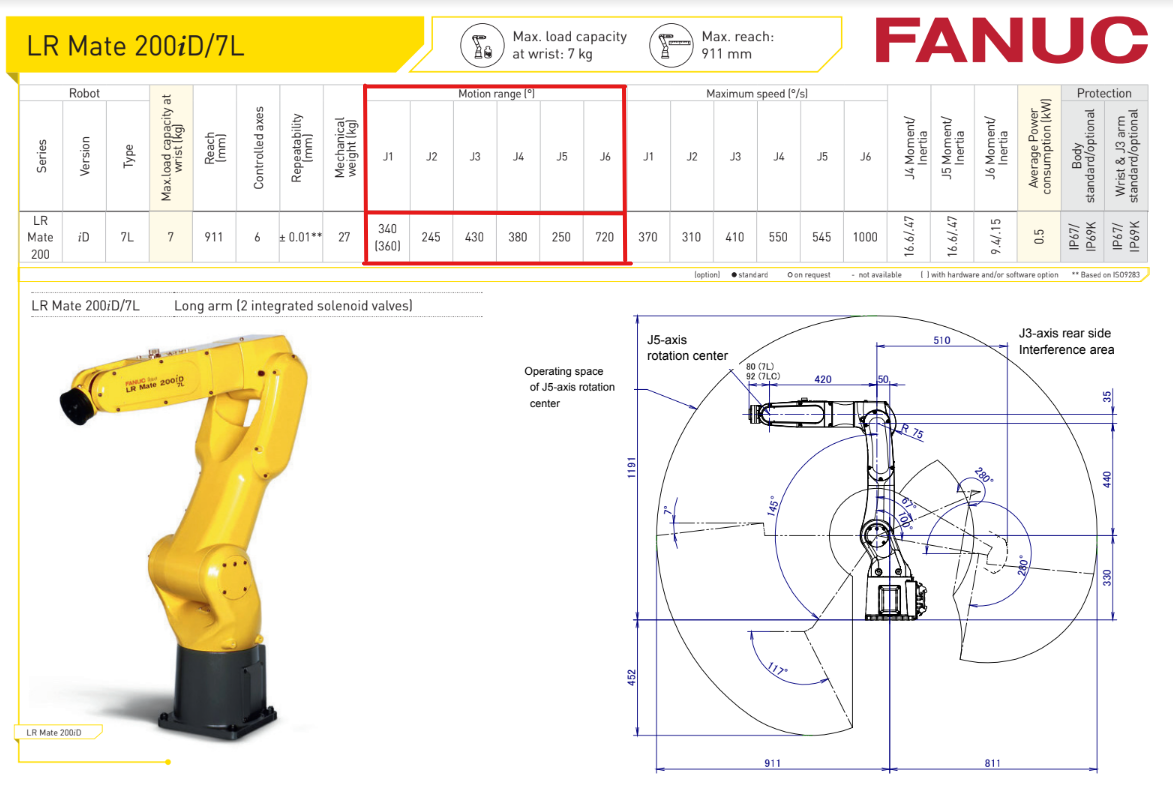 LR Mate 200iD/7L
Max. load capacity
at wrist: 7 kg
Max. reach:
911 mm
FANUC
Robot
Motion range (°)
Maximum speed (°/s)
Protection
Series
Version
Type
Max.load capacity at
wrist (kg)
Reach
(mm)
Controlled axes
Repeatability
(mm)
Mechanical
weight (kg)
J1
J2
J3
J4
J5
J6
J1
J2
J3
J4
J5
J6
J4 Moment/
Inertia
J5 Moment/
Inertia
J6 Moment/
Inertia
Average Power
consumption (kW)
Body
standard/optional
Wrist & J3 arm
standard/optional
LR
Mate
200
iD
7L
7
911
6
± 0.01**
27
340
(360)
245
430
380
250
720
370
310
410
550
545
1000
16.6/.47
16.6/.47
9.4/.15
0.5
IP67/
IP69K
IP67/
IP69K
(option) ● standard ○ on request - not available ( ) with hardware and/or software option ** Based on ISO9283
LR Mate 200iD/7L Long arm (2 integrated solenoid valves)
FANUC Robot
LR Mate 200iD
7L
LR Mate 200iD
J5-axis
rotation center
Operating space
of J5-axis rotation
center
J3-axis rear side
Interference area
510
80 (7L)
92 (7LC)
420
50
35
R 75
1191
440
280°
145°
67°
100°
7°
280°
330
452
117°
911
811